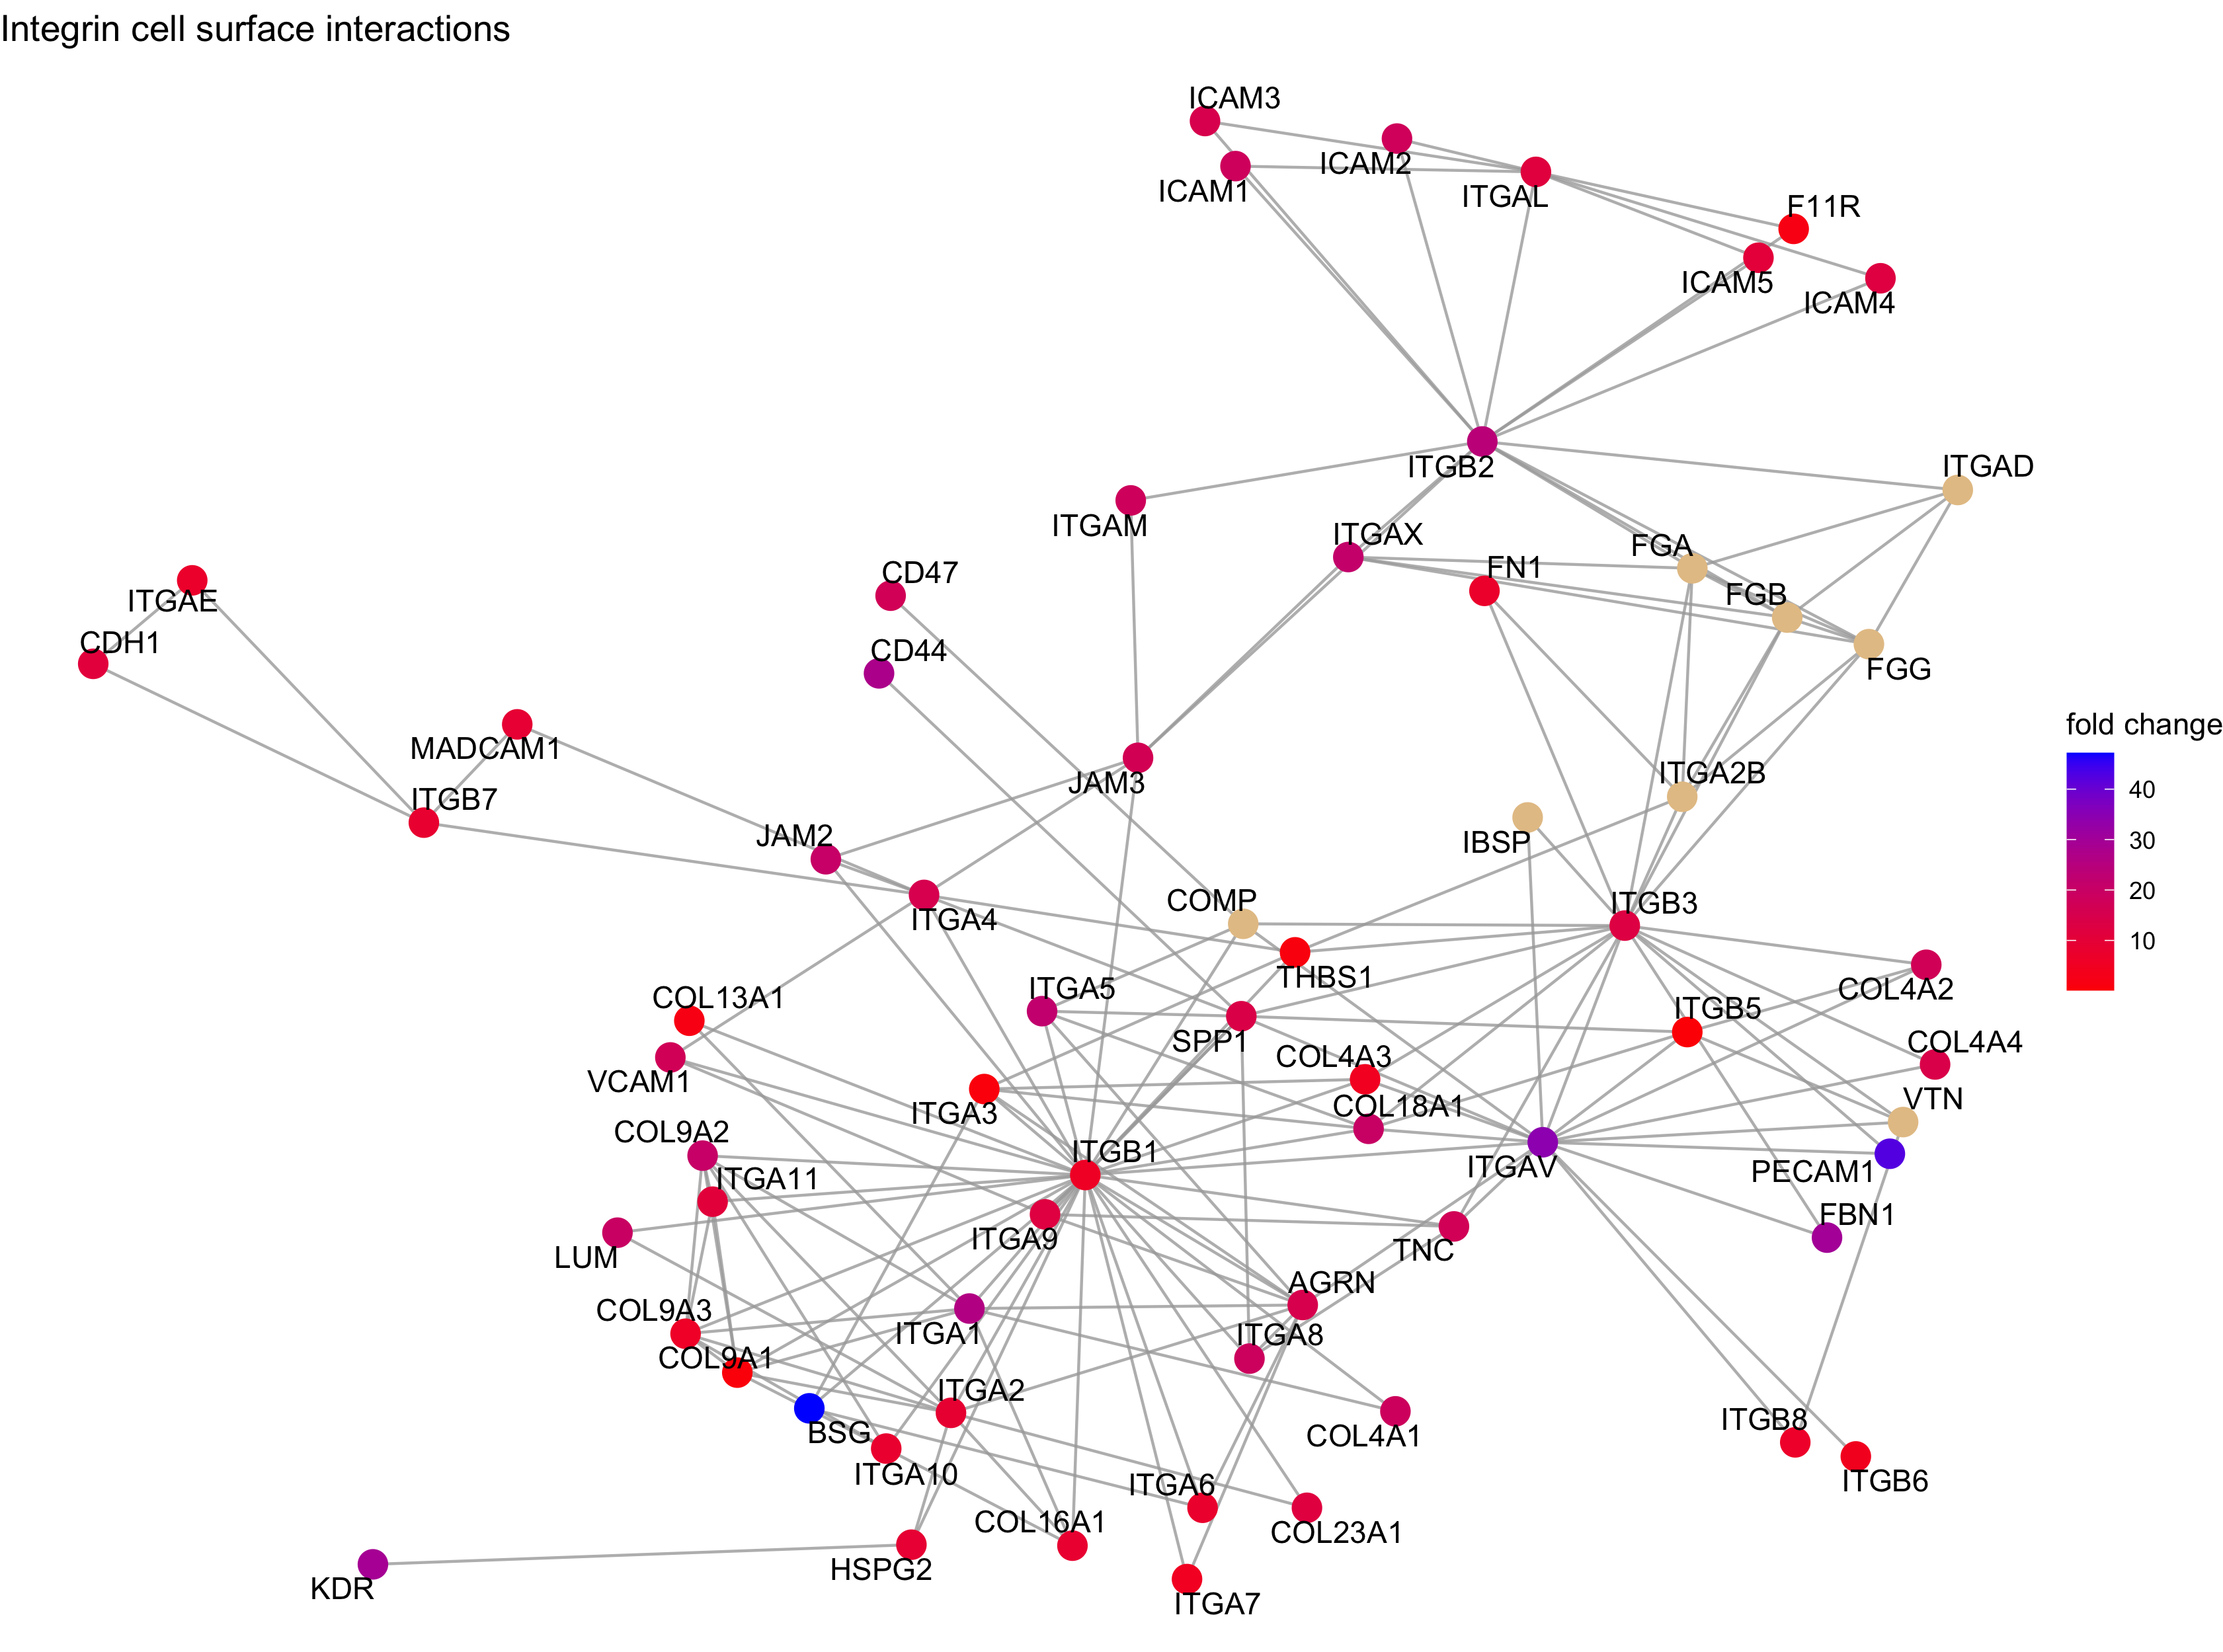 Integrin cell surface interactions
ICAM3
ICAM2
ICAM1
ITGAL
F11R
ICAM5
ICAM4
ITGB2
ITGAD
ITGAM
ITGAX
FGA
FN1
CD47
FGB
ITGAE
CDH1
CD44
FGG
fold change
MADCAM1
ITGA2B
JAM3
40
ITGB7
JAM2
IBSP
30
20
COMP
ITGB3
ITGA4
10
THBS1
ITGA5
COL4A2
COL13A1
ITGB5
SPP1
COL4A3
COL4A4
VCAM1
VTN
ITGA3
COL18A1
COL9A2
ITGB1
ITGAV
PECAM1
ITGA11
FBN1
ITGA9
LUM
TNC
AGRN
COL9A3
ITGA1
ITGA8
COL9A1
ITGA2
ITGB8
BSG
COL4A1
ITGA10
ITGA6
ITGB6
COL16A1
COL23A1
HSPG2
KDR
ITGA7